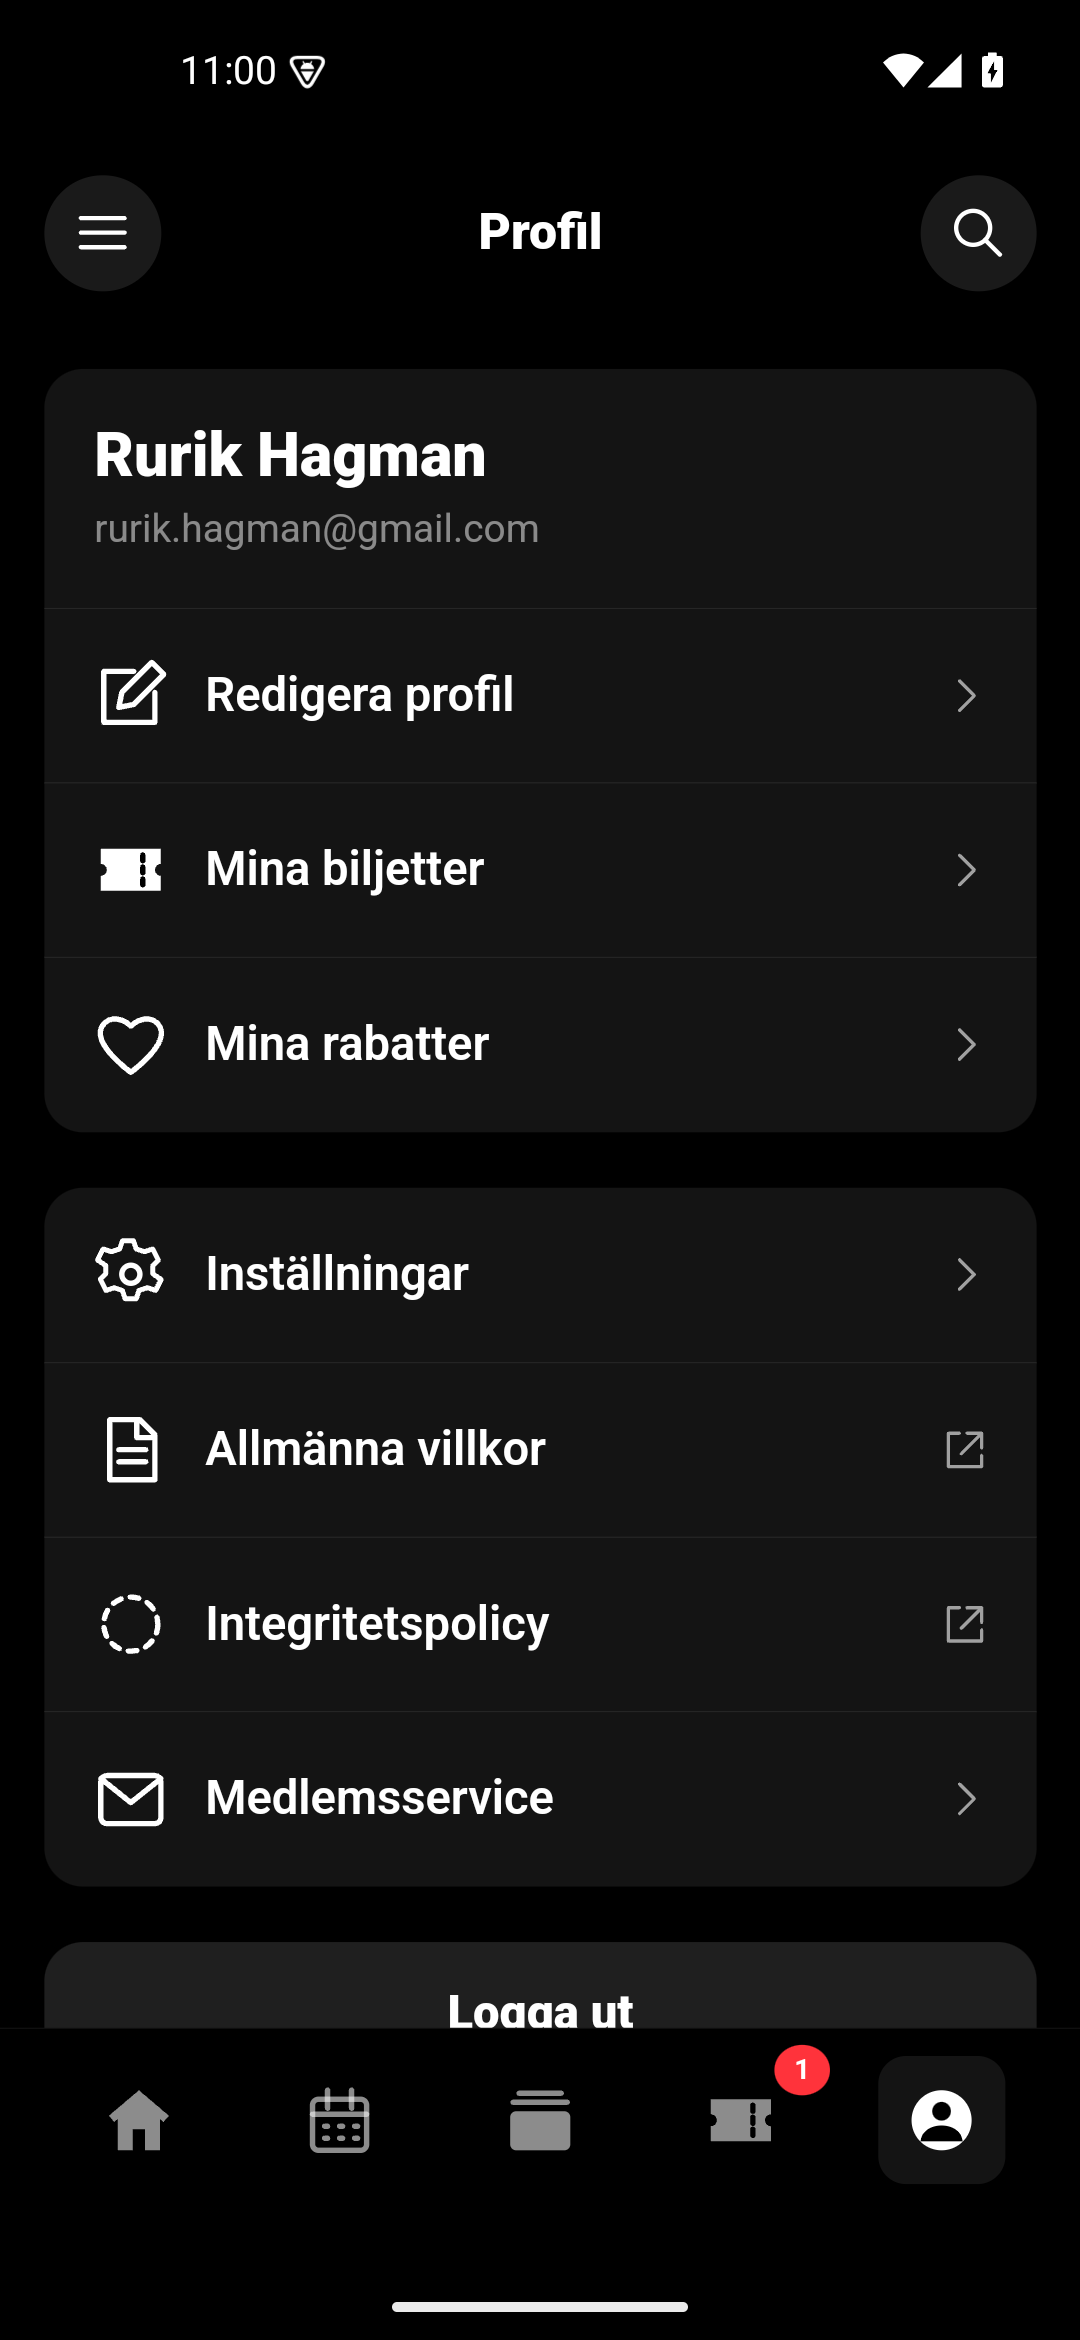 11:00
Profil
Rurik Hagman
rurik.hagman@gmail.com
Redigera profil
Mina biljetter
Mina rabatter
Inställningar
Allmänna villkor
Integritetspolicy
Medlemsservice
Logga ut
1